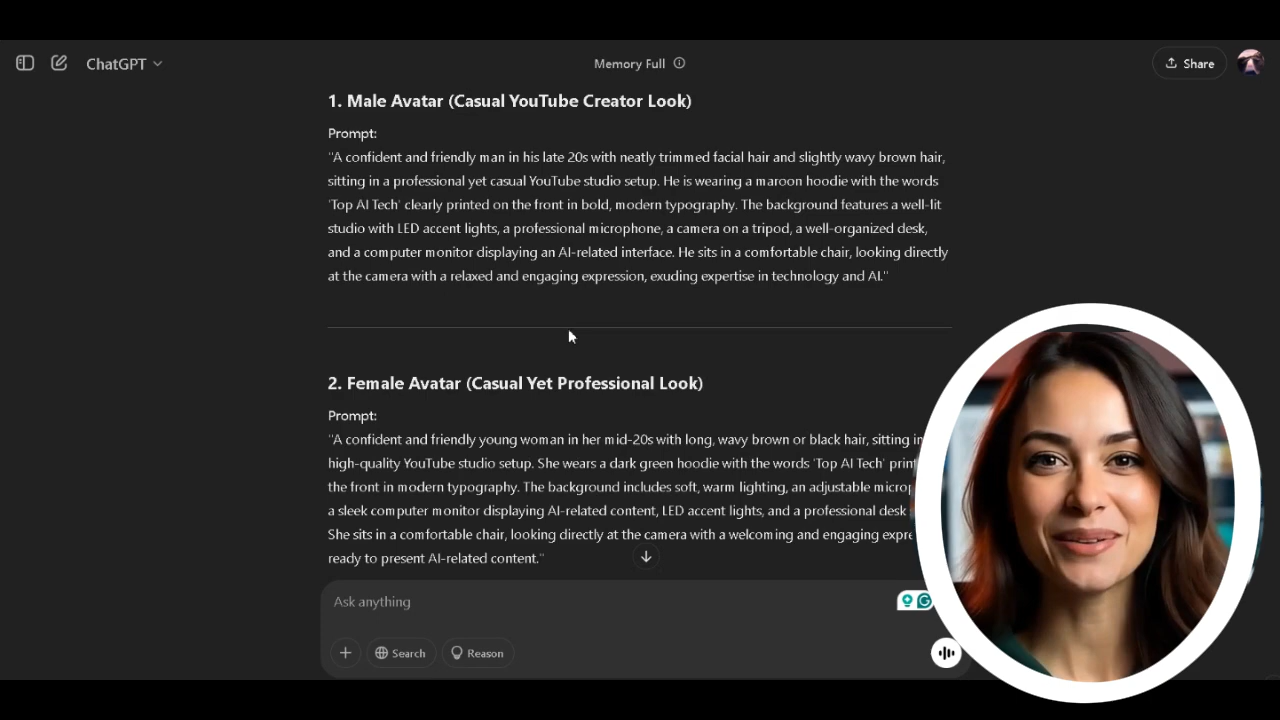 ChatGPT
Memory Full
Share
1. Male Avatar (Casual YouTube Creator Look)
Prompt:
"A confident and friendly man in his late 20s with neatly trimmed facial hair and slightly wavy brown hair,
sitting in a professional yet casual YouTube studio setup. He is wearing a maroon hoodie with the words
'Top AI Tech' clearly printed on the front in bold, modern typography. The background features a well-lit
studio with LED accent lights, a professional microphone, a camera on a tripod, a well-organized desk,
and a computer monitor displaying an AI-related interface. He sits in a comfortable chair, looking directly
at the camera with a relaxed and engaging expression, exuding expertise in technology and AI."
2. Female Avatar (Casual Yet Professional Look)
Prompt:
"A confident and friendly young woman in her mid-20s with long, wavy brown or black hair, sitting in
high-quality YouTube studio setup. She wears a dark green hoodie with the words 'Top AI Tech'
the front in modern typography. The background includes soft, warm lighting, an adjustable
a sleek computer monitor displaying AI-related content, LED accent lights, and a professional desk
She sits in a comfortable chair, looking directly at the camera with a welcoming and engaging
ready to present AI-related content."
Ask anything
Search
Reason